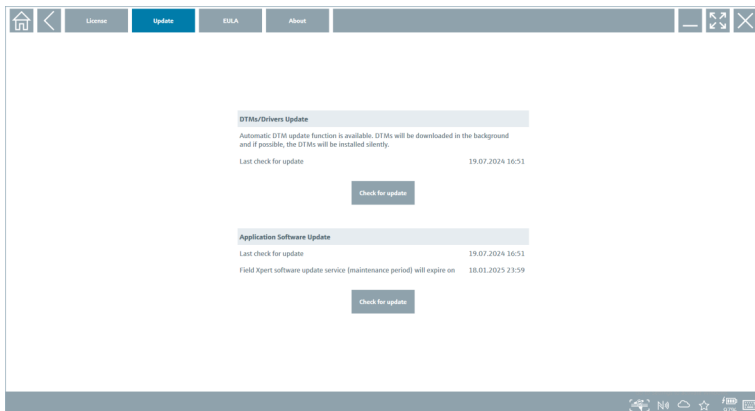 License Update EULA About
DTMs/Drivers Update
Automatic DTM update function is available. DTMs will be downloaded in the background
and if possible, the DTMs will be installed silently.
Last check for update 19.07.2024 16:51
Check for update
Application Software Update
Last check for update 19.07.2024 16:51
Field Xpert software update service (maintenance period) will expire on 18.01.2025 23:59
Check for update